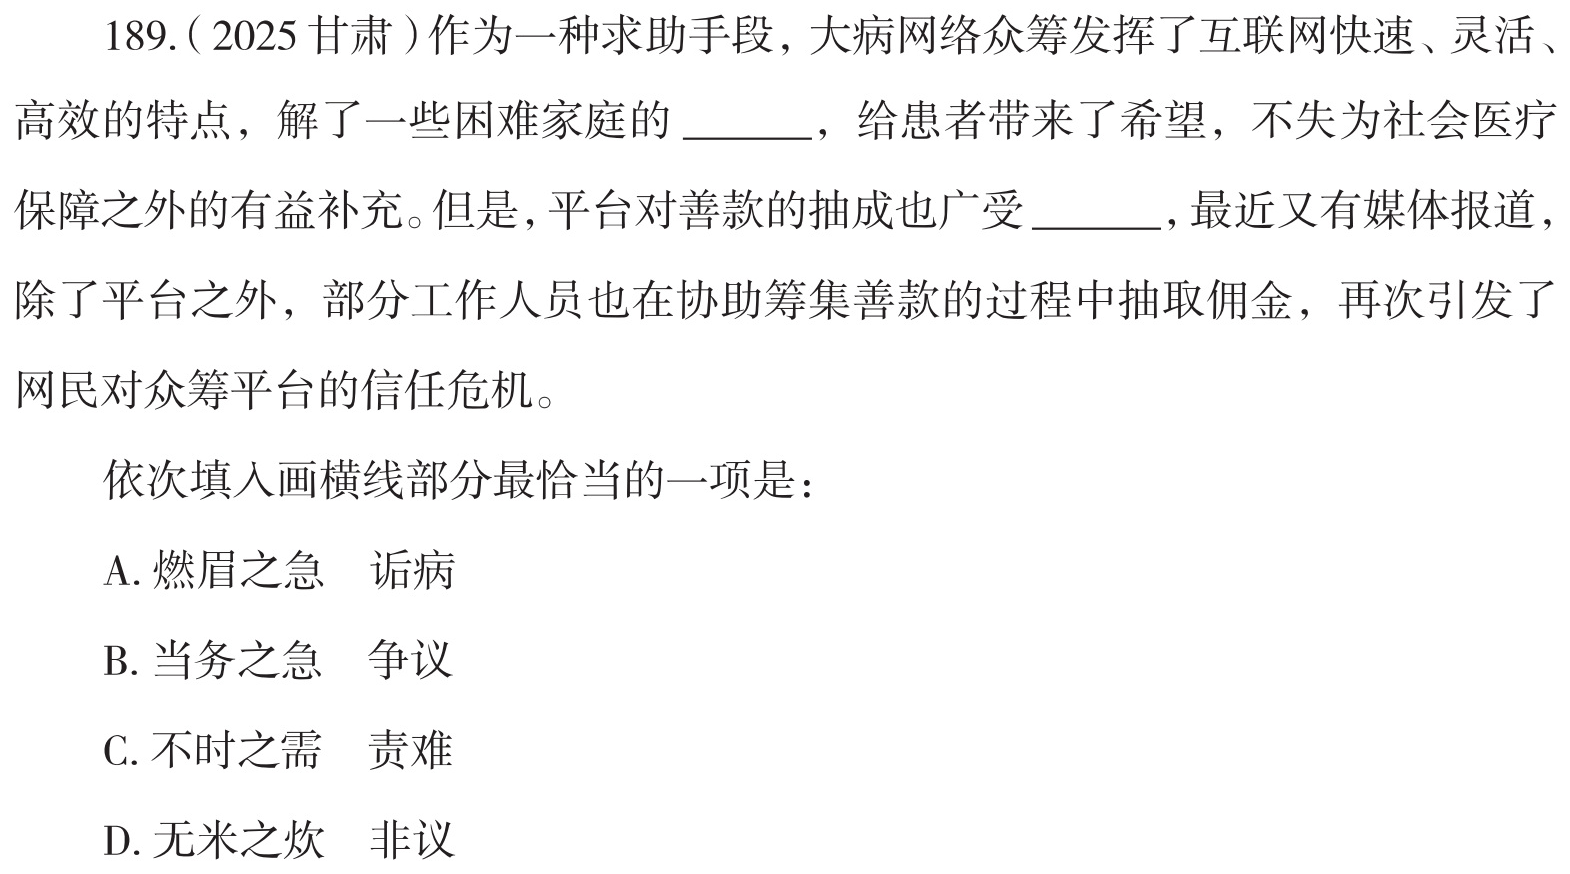 189.（2025甘肃）作为一种求助手段，大病网络众筹发挥了互联网快速、灵活、
高效的特点，解了一些困难家庭的______，给患者带来了希望，不失为社会医疗
保障之外的有益补充。但是，平台对善款的抽成也广受______，最近又有媒体报道，
除了平台之外，部分工作人员也在协助筹集善款的过程中抽取佣金，再次引发了
网民对众筹平台的信任危机。
依次填入画横线部分最恰当的一项是：
A. 燃眉之急　诟病
B. 当务之急　争议
C. 不时之需　责难
D. 无米之炊　非议